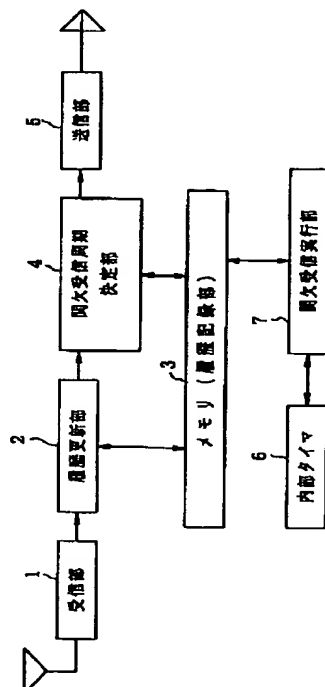 1
受信部
2
履歴更新部
4
間欠受信周期
決定部
5
送信部
3
メモリ（履歴記録部）
6
内部タイマ
7
間欠受信実行部